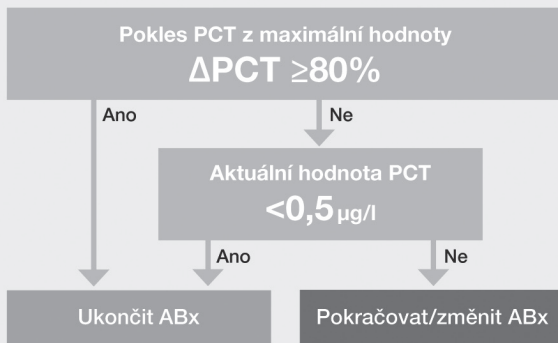 Pokles PCT z maximální hodnoty
ΔPCT ≥80%
Ano
Ne
Aktuální hodnota PCT
<0,5 µg/l
Ano
Ne
Ukončit ABx
Pokračovat/změnit ABx